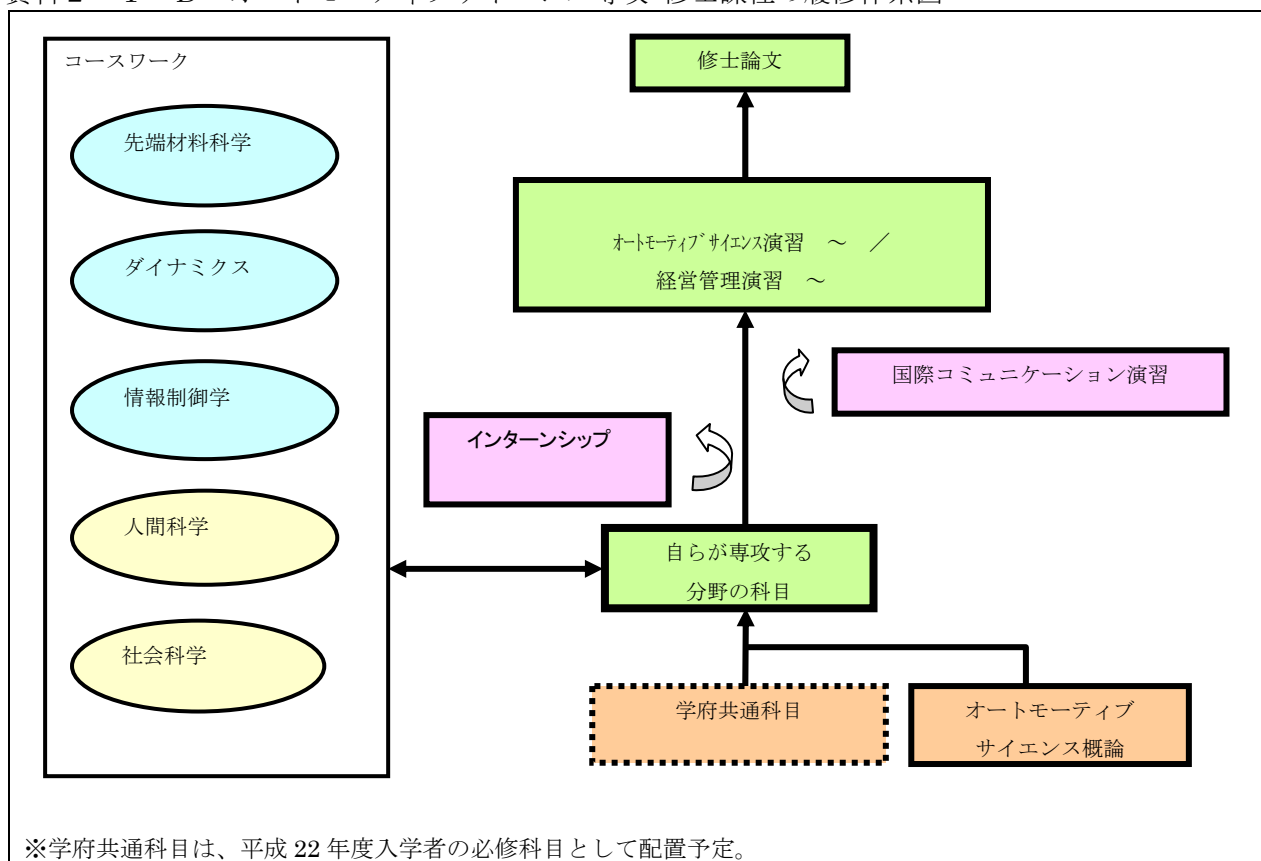 コースワーク
先端材料科学
ダイナミクス
情報制御学
人間科学
社会科学
修士論文
ｵｰﾄﾓｰﾃｨﾌﾞｻｲｴﾝｽ演習 ～ ／
経営管理演習 ～
国際コミュニケーション演習
インターンシップ
自らが専攻する
分野の科目
学府共通科目
オートモーティブ
サイエンス概論
※学府共通科目は、平成 22 年度入学者の必修科目として配置予定。